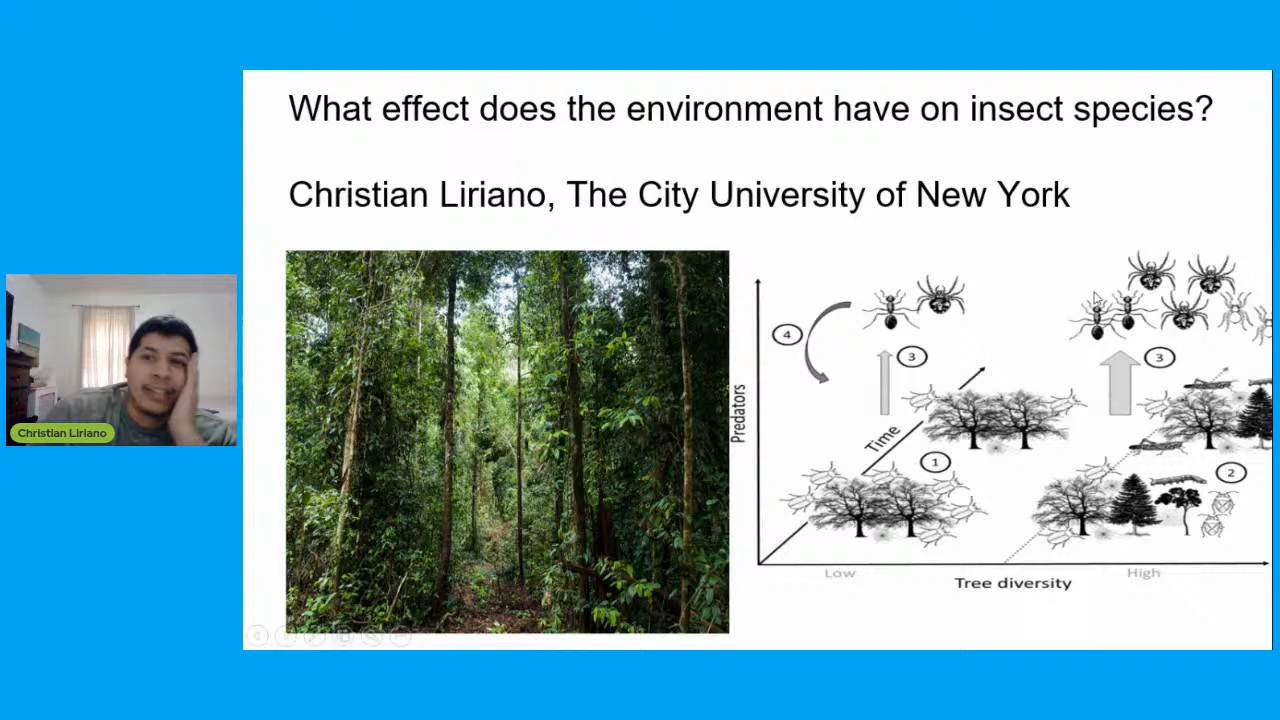 What effect does the environment have on insect species?
Christian Liriano, The City University of New York
Christian Liriano
4
3
3
Predators
Time
1
2
Low
High
Tree diversity